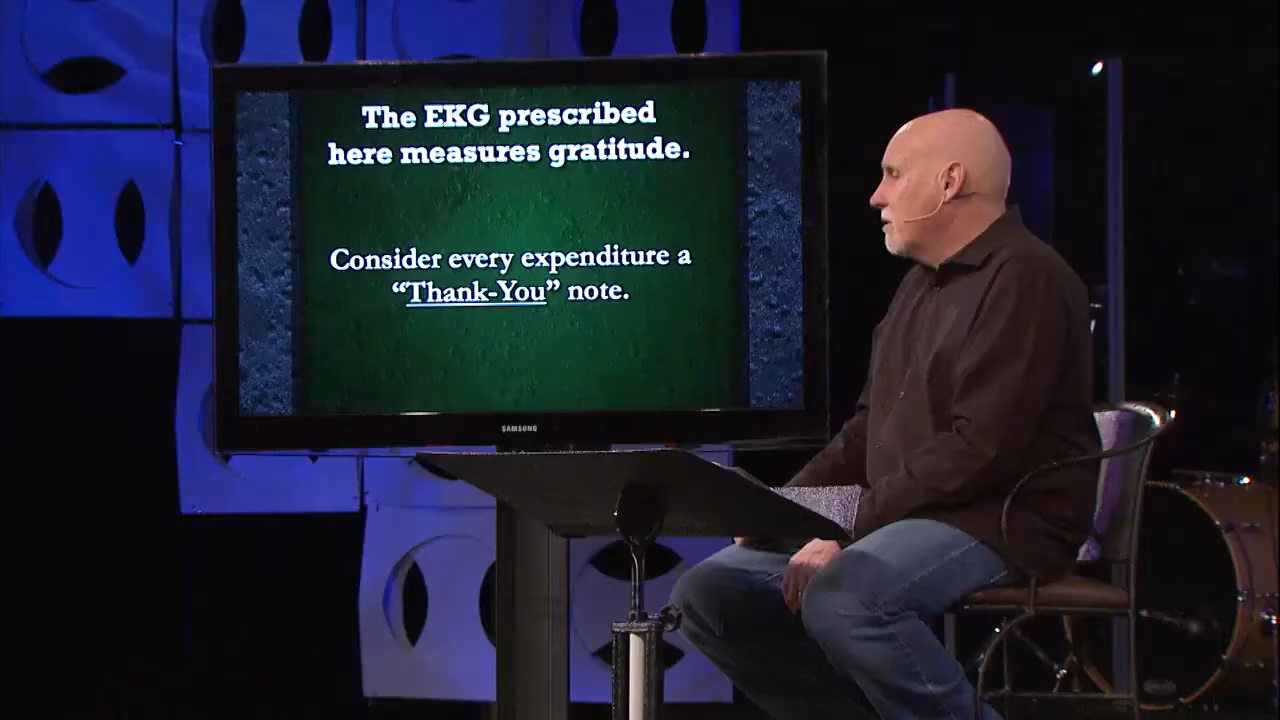 The EKG prescribed
here measures gratitude.
Consider every expenditure a
“Thank-You” note.
SAMSUNG